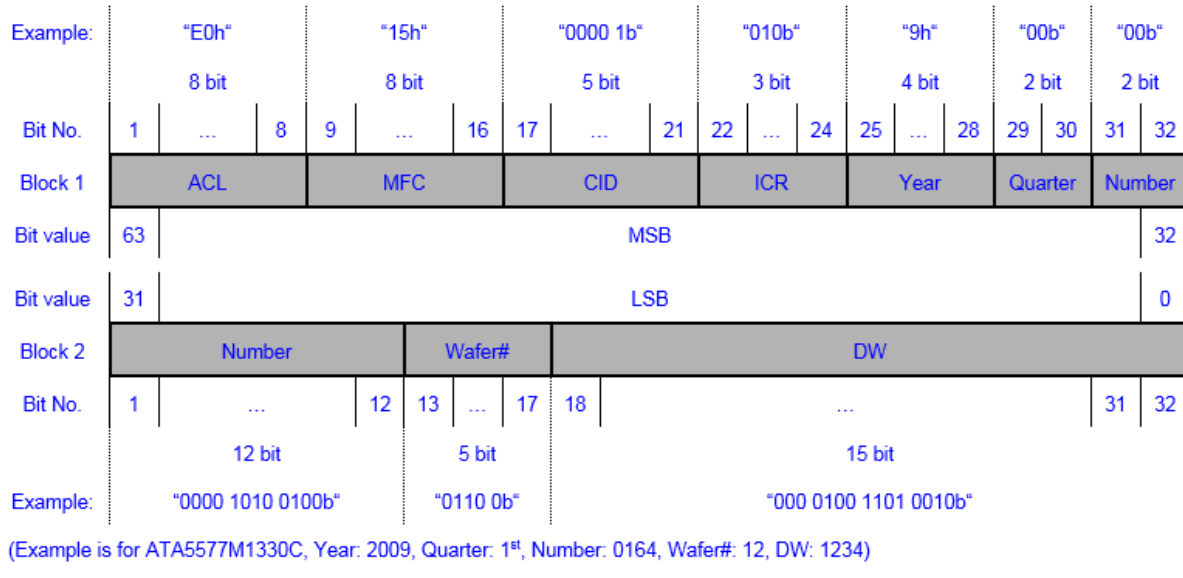 Example: “E0h“ “15h“ “0000 1b“ “010b“ “9h“ “00b“ “00b“
8 bit 8 bit 5 bit 3 bit 4 bit 2 bit 2 bit
Bit No. 1 ... 8 9 ... 16 17 ... 21 22 ... 24 25 ... 28 29 30 31 32
Block 1 ACL MFC CID ICR Year Quarter Number
Bit value 63 MSB 32
Bit value 31 LSB 0
Block 2 Number Wafer# DW
Bit No. 1 ... 12 13 ... 17 18 ... 31 32
12 bit 5 bit 15 bit
Example: “0000 1010 0100b“ “0110 0b“ “000 0100 1101 0010b“
(Example is for ATA5577M1330C, Year: 2009, Quarter: 1st, Number: 0164, Wafer#: 12, DW: 1234)